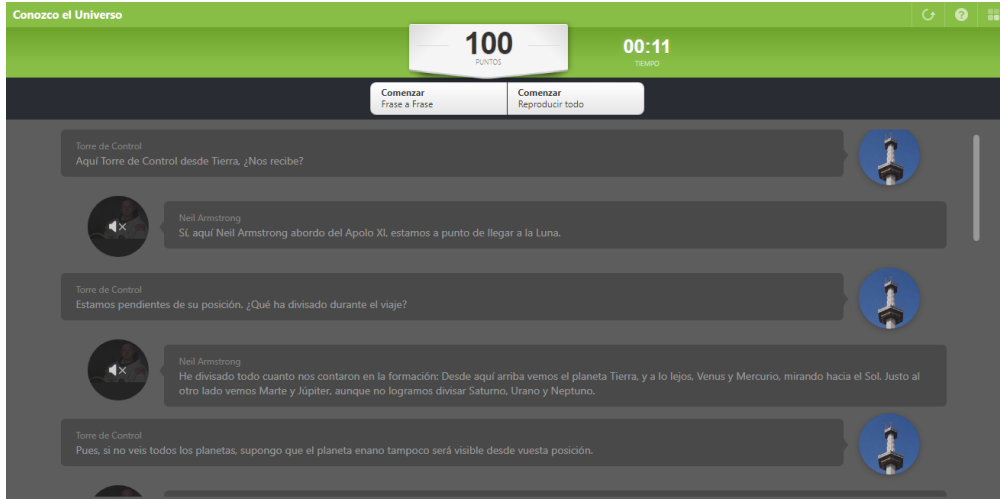 Conozco el Universo
100
PUNTOS
00:11
TIEMPO
Comenzar
Frase a Frase
Comenzar
Reproducir todo
Torre de Control
Aquí Torre de Control desde Tierra, ¿Nos recibe?
Neil Armstrong
Sí, aquí Neil Armstrong abordo del Apolo XI, estamos a punto de llegar a la Luna.
Torre de Control
Estamos pendientes de su posición. ¿Qué ha divisado durante el viaje?
Neil Armstrong
He divisado todo cuanto nos contaron en la formación: Desde aquí arriba vemos el planeta Tierra, y a lo lejos, Venus y Mercurio, mirando hacia el Sol. Justo al
otro lado vemos Marte y Júpiter, aunque no logramos divisar Saturno, Urano y Neptuno.
Torre de Control
Pues, si no veis todos los planetas, supongo que el planeta enano tampoco será visible desde vuestra posición.